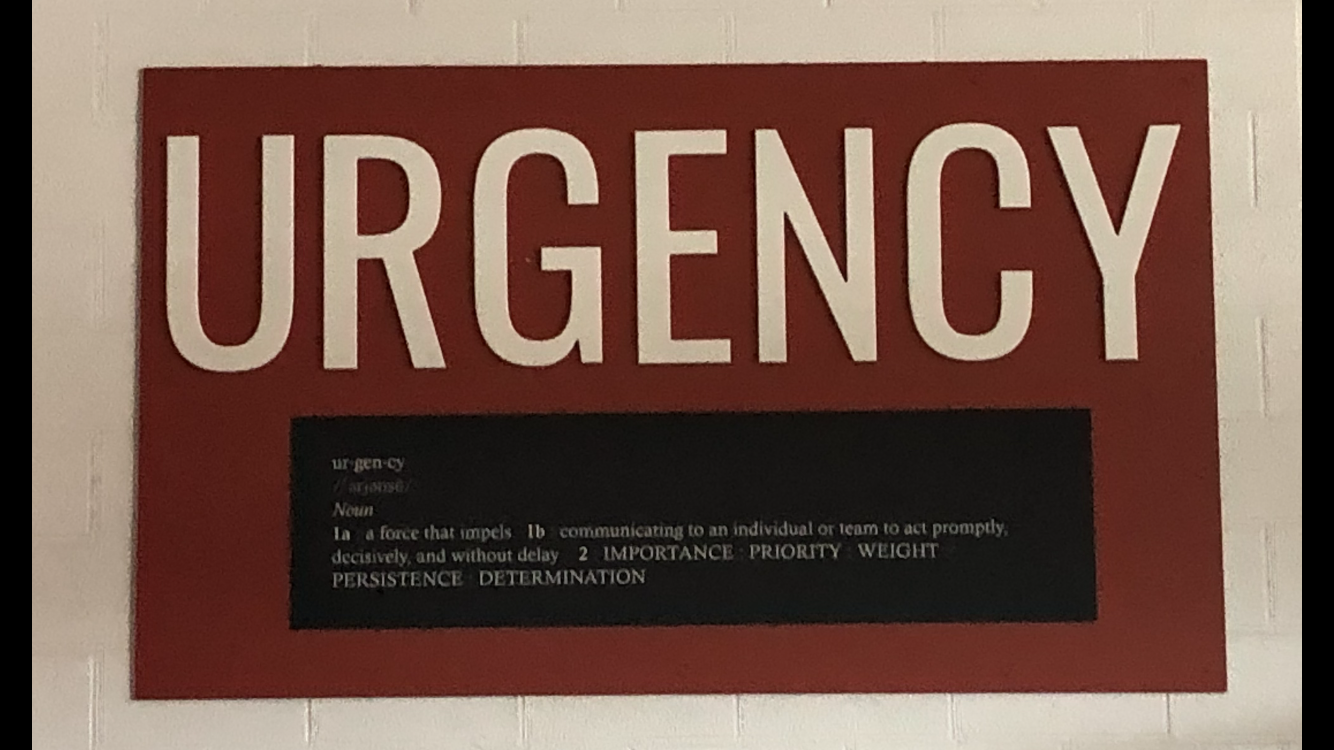 URGENCY
ur·gen·cy
Noun
1a a force that impels 1b communicating to an individual or team to act promptly,
decisively, and without delay 2 IMPORTANCE PRIORITY WEIGHT
PERSISTENCE DETERMINATION